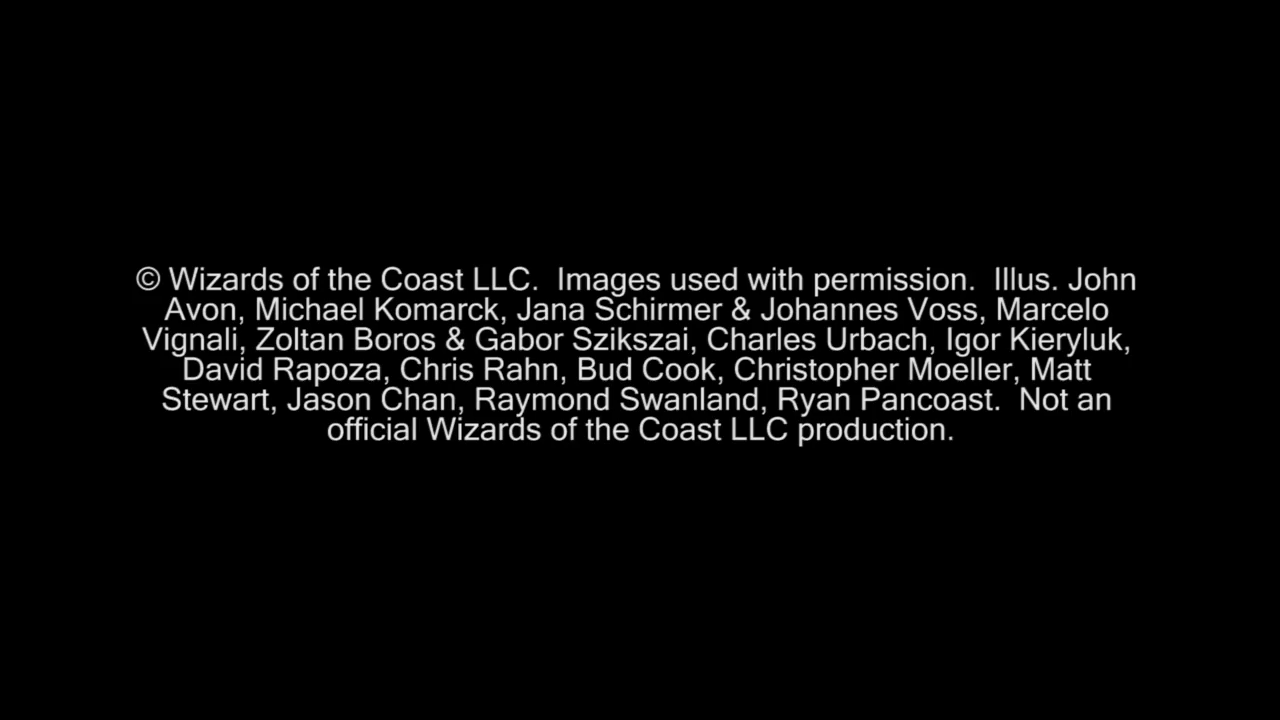 © Wizards of the Coast LLC.  Images used with permission.  Illus. John
Avon, Michael Komarck, Jana Schirmer & Johannes Voss, Marcelo
Vignali, Zoltan Boros & Gabor Szikszai, Charles Urbach, Igor Kieryluk,
David Rapoza, Chris Rahn, Bud Cook, Christopher Moeller, Matt
Stewart, Jason Chan, Raymond Swanland, Ryan Pancoast.  Not an
official Wizards of the Coast LLC production.